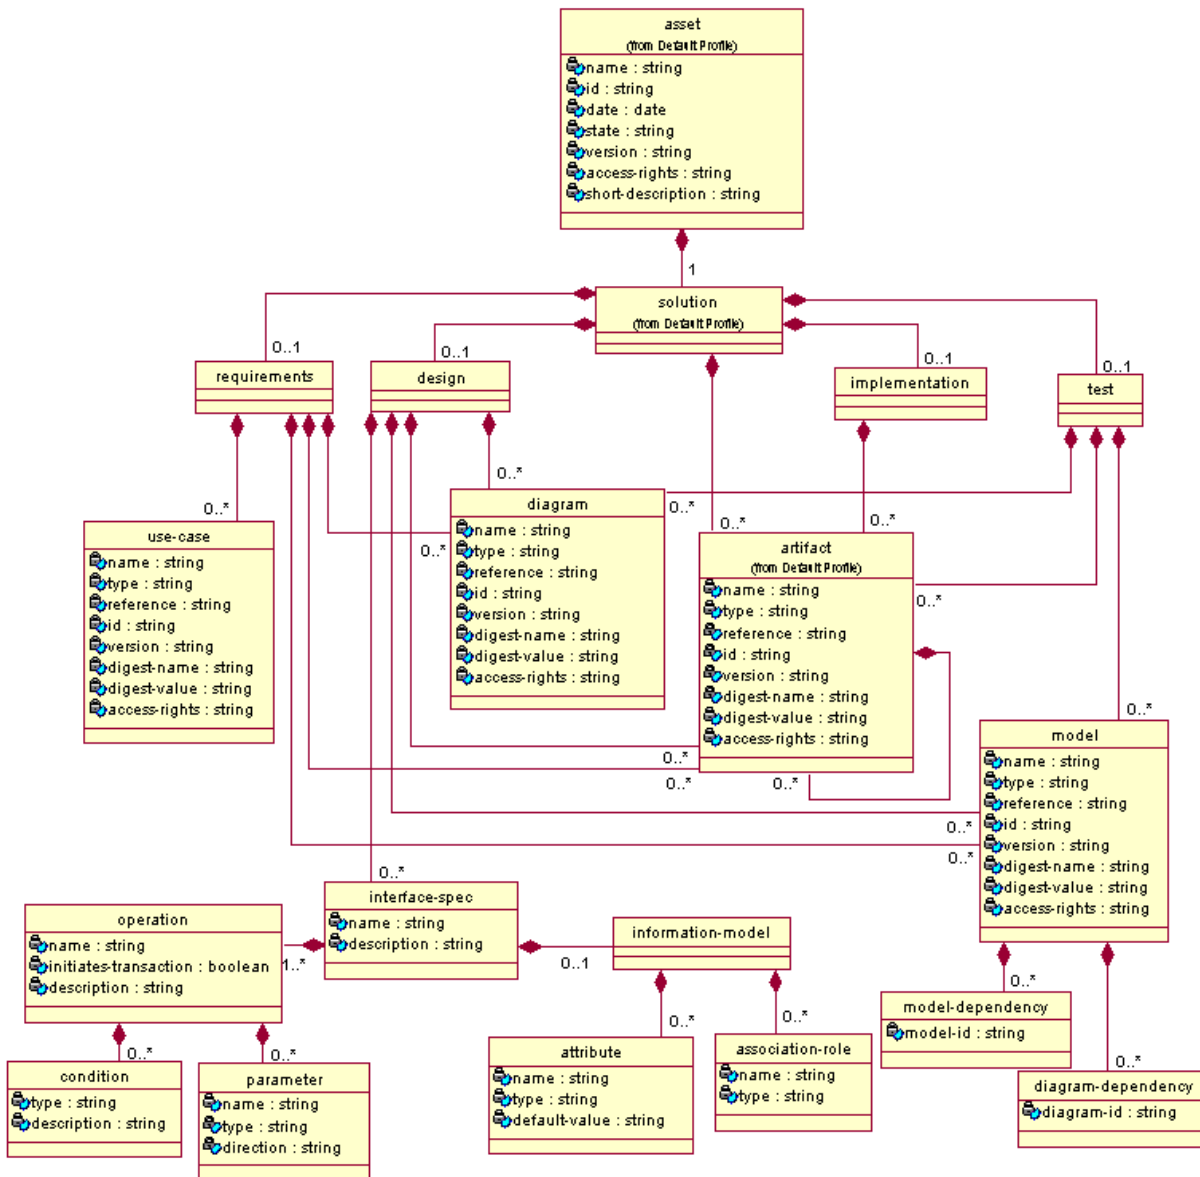 asset
(from Default Profile)
name : string
id : string
date : date
state : string
version : string
access-rights : string
short-description : string
1
solution
(from Default Profile)
0..1
requirements
0..1
design
0..1
implementation
0..1
test
0..*
use-case
name : string
type : string
reference : string
id : string
version : string
digest-name : string
digest-value : string
access-rights : string
0..*
0..*
0..*
diagram
name : string
type : string
reference : string
id : string
version : string
digest-name : string
digest-value : string
access-rights : string
0..*
0..*
0..*
0..*
0..*
0..*
artifact
(from Default Profile)
name : string
type : string
reference : string
id : string
version : string
digest-name : string
digest-value : string
access-rights : string
0..*
0..*
0..*
model
name : string
type : string
reference : string
id : string
version : string
digest-name : string
digest-value : string
access-rights : string
0..*
interface-spec
name : string
description : string
1..*
0..1
operation
name : string
initiates-transaction : boolean
description : string
information-model
0..*
0..*
condition
type : string
description : string
parameter
name : string
type : string
direction : string
0..*
0..*
attribute
name : string
type : string
default-value : string
association-role
name : string
type : string
0..*
model-dependency
model-id : string
0..*
diagram-dependency
diagram-id : string